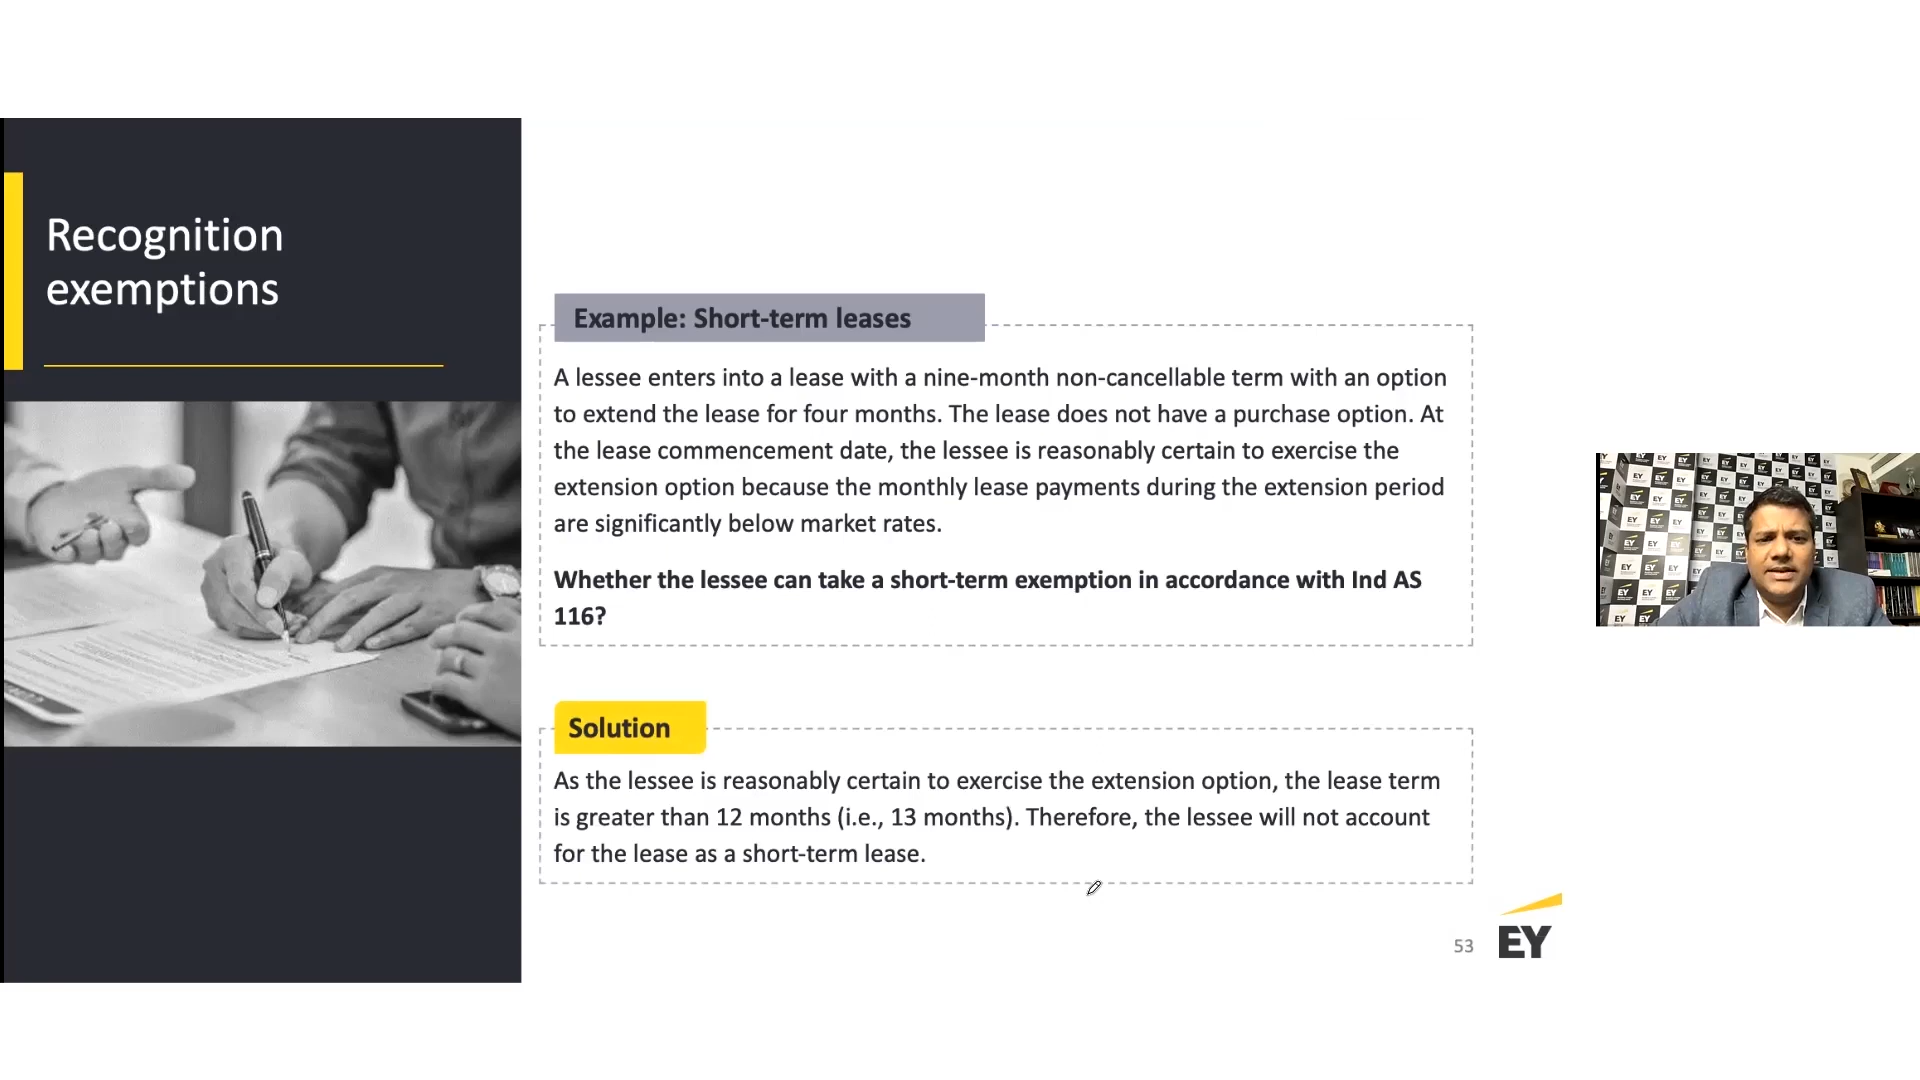 Recognition
exemptions
Example: Short-term leases
A lessee enters into a lease with a nine-month non-cancellable term with an option
to extend the lease for four months. The lease does not have a purchase option. At
the lease commencement date, the lessee is reasonably certain to exercise the
extension option because the monthly lease payments during the extension period
are significantly below market rates.
Whether the lessee can take a short-term exemption in accordance with Ind AS
116?
Solution
As the lessee is reasonably certain to exercise the extension option, the lease term
is greater than 12 months (i.e., 13 months). Therefore, the lessee will not account
for the lease as a short-term lease.
53
EY